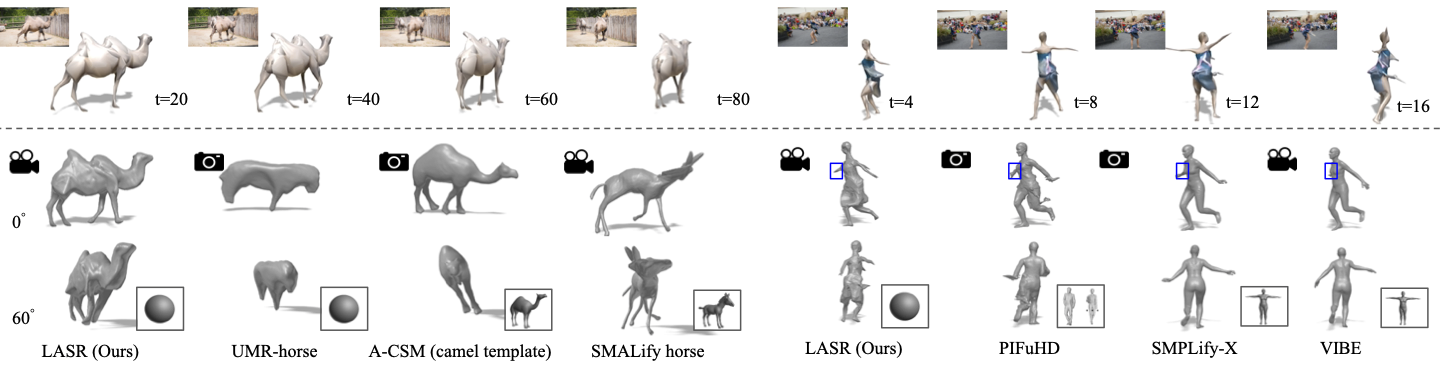 t=20 t=40 t=60 t=80 t=4 t=8 t=12 t=16
0°
60°
LASR (Ours) UMR-horse A-CSM (camel template) SMALify horse LASR (Ours) PIFuHD SMPLify-X VIBE